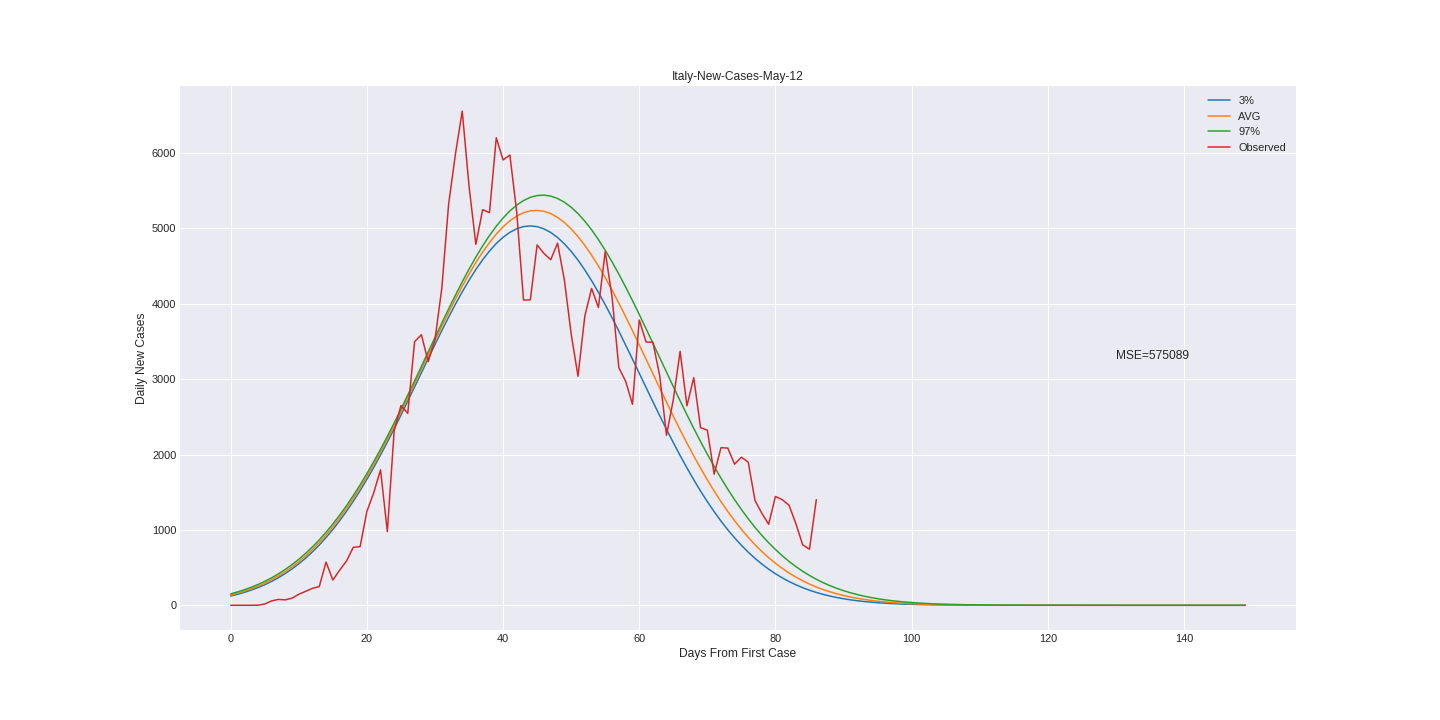 Italy-New-Cases-May-12
3%
AVG
97%
Observed
6000
5000
4000
3000
2000
1000
0
Daily New Cases
MSE=575089
0 20 40 60 80 100 120 140
Days From First Case